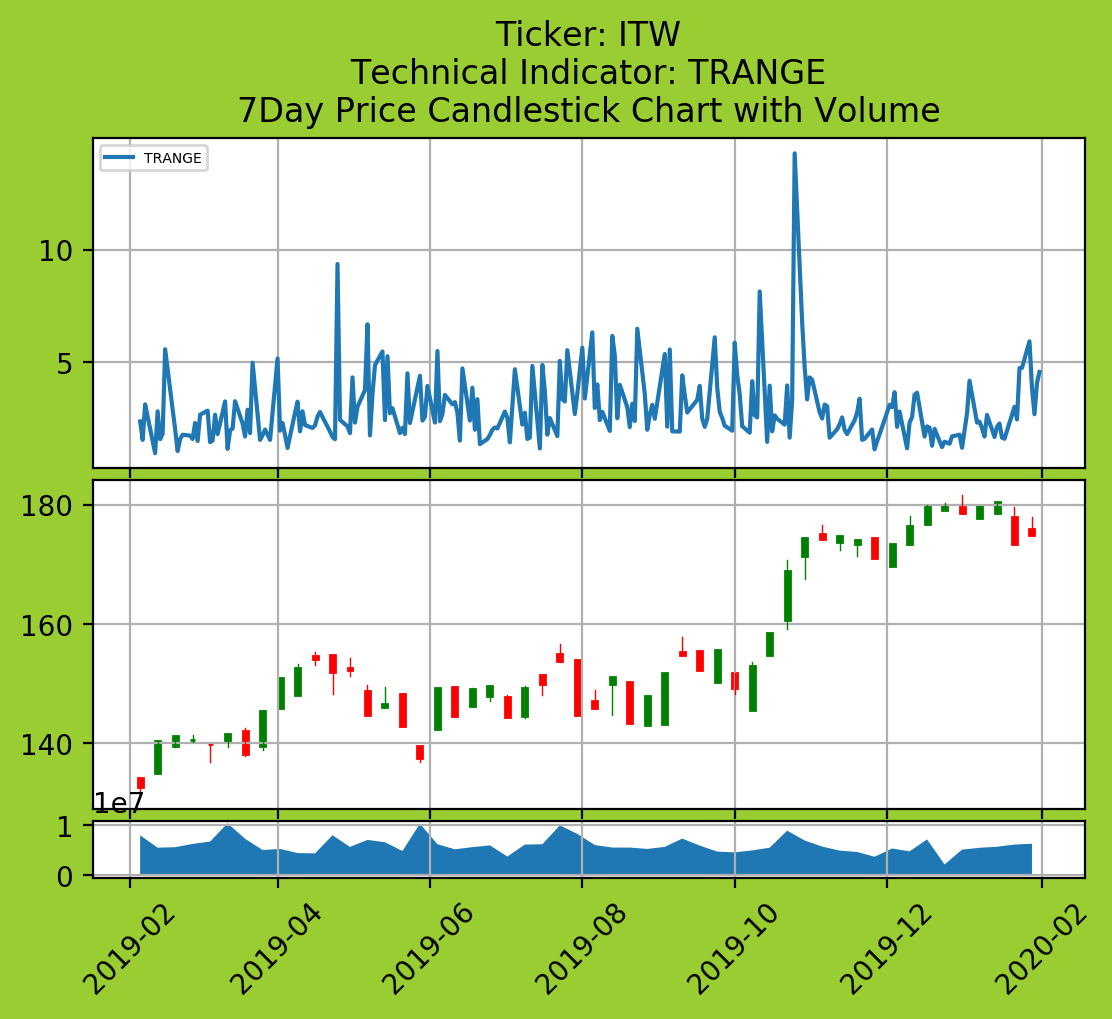 Ticker: ITW
Technical Indicator: TRANGE
7Day Price Candlestick Chart with Volume
TRANGE
10
5
180
160
140
1e7
1
0
2019-02
2019-04
2019-06
2019-08
2019-10
2019-12
2020-02